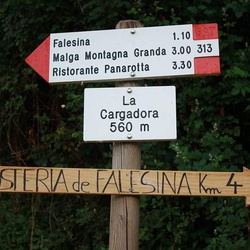 Falesina 1.10
Malga Montagna Granda 3.00 313
Ristorante Panarotta 3.30
La
Cargadora
560 m
OSTERIA de FALESINA Km 4